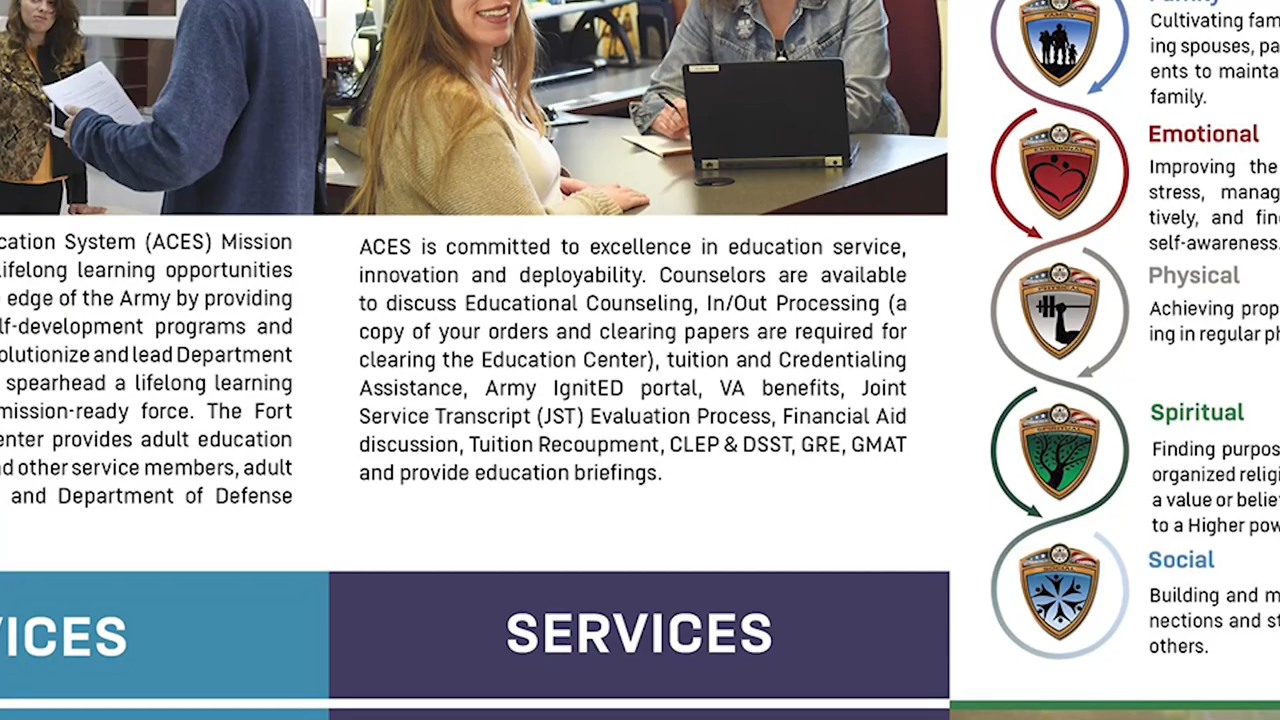 cation System (ACES) Mission
ifelong learning opportunities
edge of the Army by providing
lf-development programs and
olutionize and lead Department
spearhead a lifelong learning
mission-ready force. The Fort
enter provides adult education
d other service members, adult
and Department of Defense
ACES is committed to excellence in education service,
innovation and deployability. Counselors are available
to discuss Educational Counseling, In/Out Processing (a
copy of your orders and clearing papers are required for
clearing the Education Center), tuition and Credentialing
Assistance, Army IgnitED portal, VA benefits, Joint
Service Transcript (JST) Evaluation Process, Financial Aid
discussion, Tuition Recoupment, CLEP & DSST, GRE, GMAT
and provide education briefings.
VICES
SERVICES
Family
FAMILY
Cultivating fam
ing spouses, pa
ents to mainta
family.
EMOTIONAL
Emotional
Improving the
stress, manag
tively, and fin
self-awareness.
PHYSICAL
Physical
Achieving prop
ing in regular ph
SPIRITUAL
Spiritual
Finding purpos
organized religi
a value or belie
to a Higher pow
SOCIAL
Social
Building and m
nections and st
others.